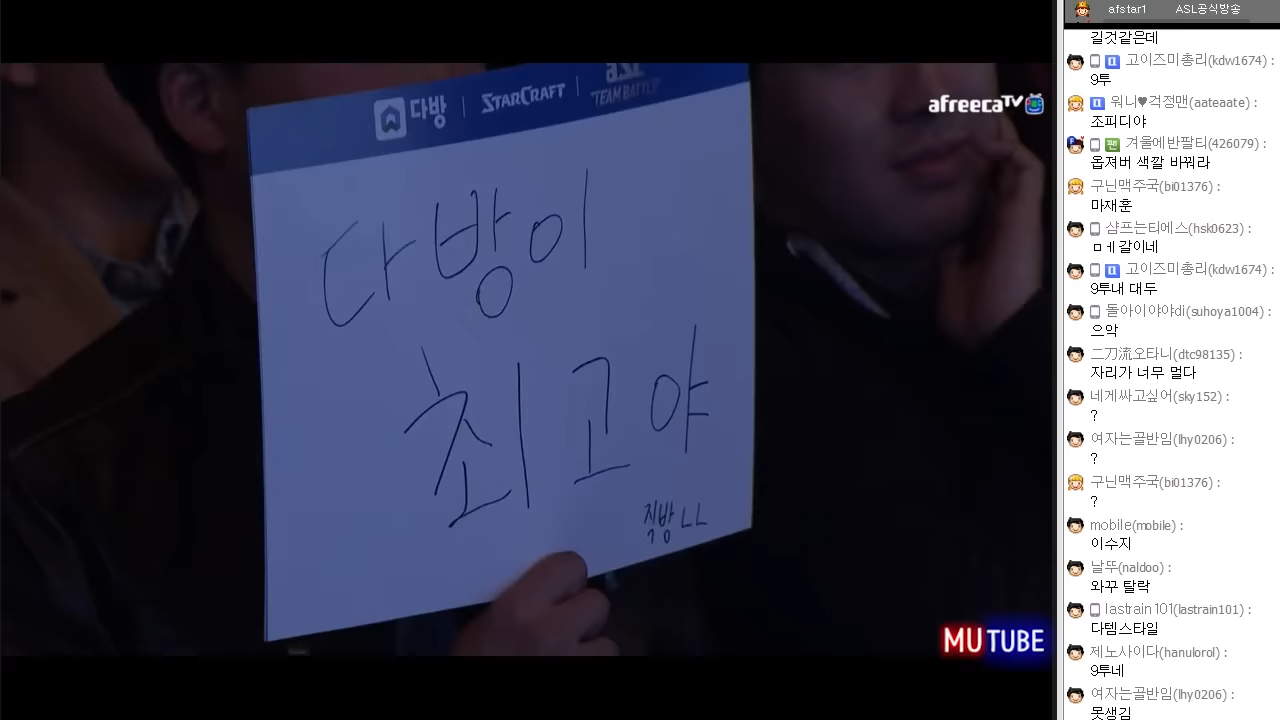 afstar1 ASL공식방송
길것같은데
고이즈미총리(kdw1674) :
9투
워니♥걱정맨(aateaate) :
조피디야
팬 겨울에반팔티(426079) :
옵져버 색깔 바꿔라
구닌맥주국(bi01376) :
마재훈
샴푸는티에스(hsk0623) :
ㅁㅔ갈이네
고이즈미총리(kdw1674) :
9투내 대두
돌아이야야di(suhoya1004) :
으악
二刀流오타니(dtc98135) :
자리가 너무 멀다
네게싸고싶어(sky152) :
?
여자는골반임(lhy0206) :
?
구닌맥주국(bi01376) :
?
mobile(mobile) :
이수지
날뚜(naldoo) :
와꾸 탈락
lastrain101(lastrain101) :
다템스타일
제노사이다(hanulorol) :
9투네
여자는골반임(lhy0206) :
못생김
다방 | STARCRAFT | ASL TEAM BATTLE
afreecaTV
다방이
최고야
직방 LL
MUTUBE